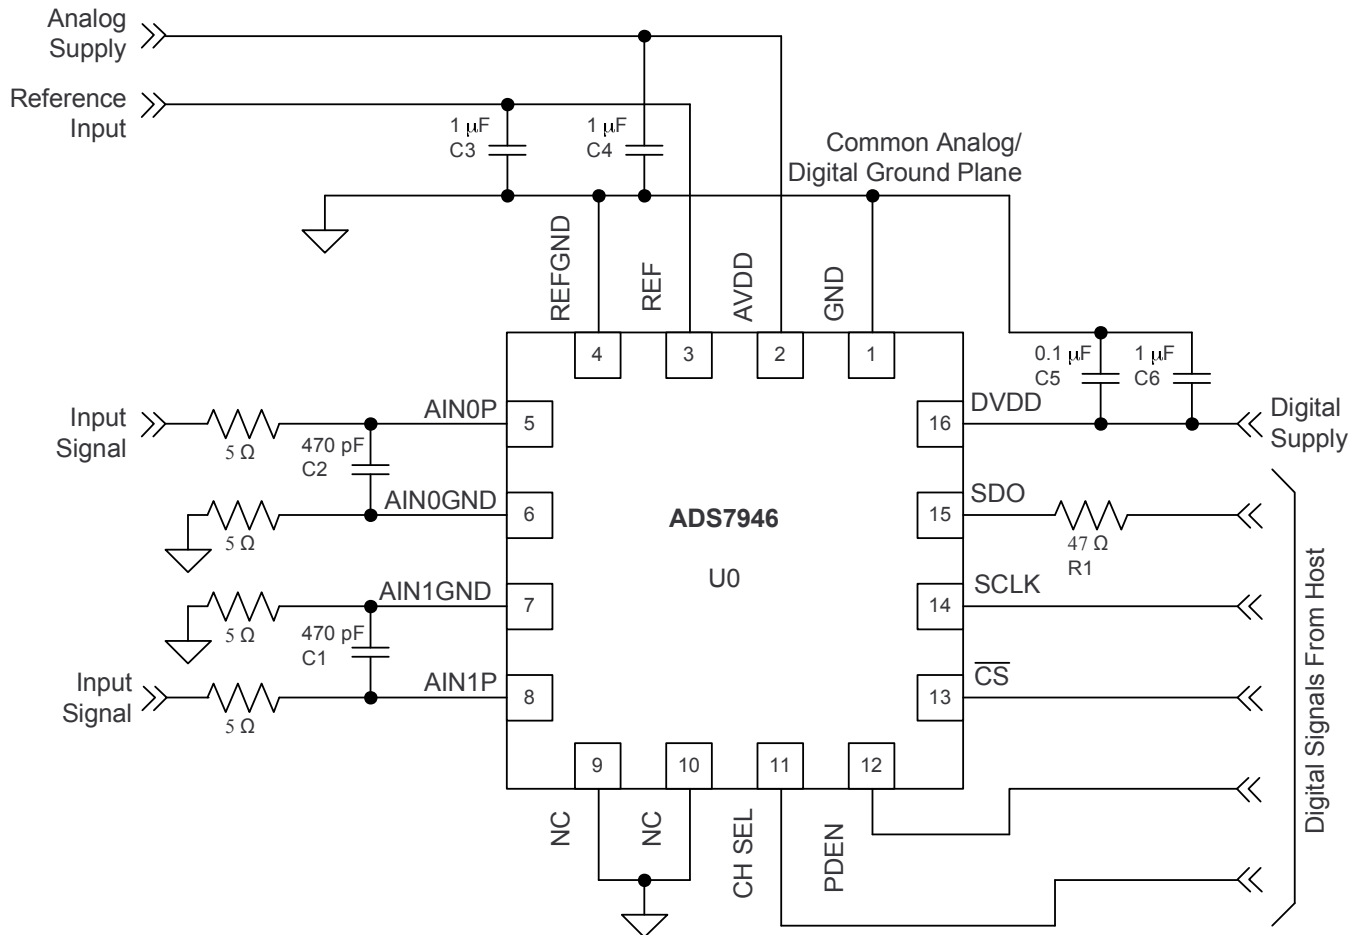 Analog
Supply
Reference
Input
1 μF
C3
1 μF
C4
Common Analog/
Digital Ground Plane
REFGND
REF
AVDD
GND
4
3
2
1
0.1 μF
C5
1 μF
C6
Input
Signal
5 Ω
470 pF
C2
AIN0P
5
DVDD
16
Digital
Supply
AIN0GND
6
5 Ω
ADS7946
U0
SDO
15
47 Ω
R1
AIN1GND
7
5 Ω
470 pF
C1
SCLK
14
Input
Signal
5 Ω
AIN1P
8
CS
13
Digital Signals From Host
9
10
11
12
NC
NC
CH SEL
PDEN